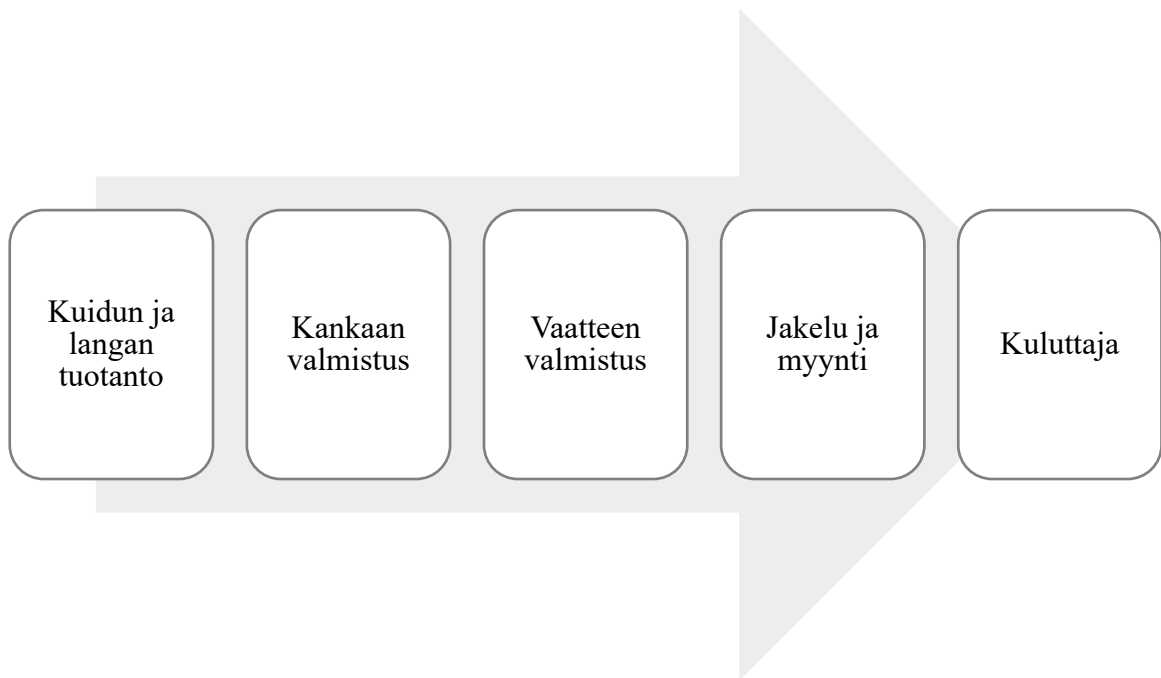 Kuidun ja
langan
tuotanto
Kankaan
valmistus
Vaatteen
valmistus
Jakelu ja
myynti
Kuluttaja